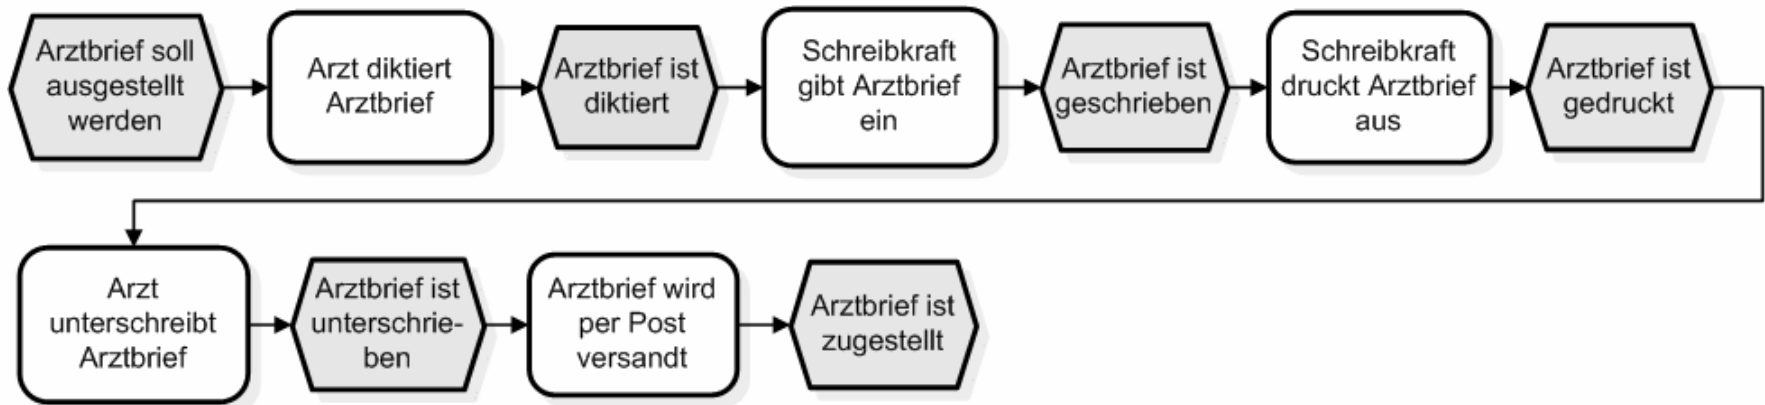 Arztbrief soll
ausgestellt
werden
Arzt diktiert
Arztbrief
Arztbrief ist
diktiert
Schreibkraft
gibt Arztbrief
ein
Arztbrief ist
geschrieben
Schreibkraft
druckt Arztbrief
aus
Arztbrief ist
gedruckt
Arzt
unterschreibt
Arztbrief
Arztbrief ist
unterschrie-
ben
Arztbrief wird
per Post
versandt
Arztbrief ist
zugestellt